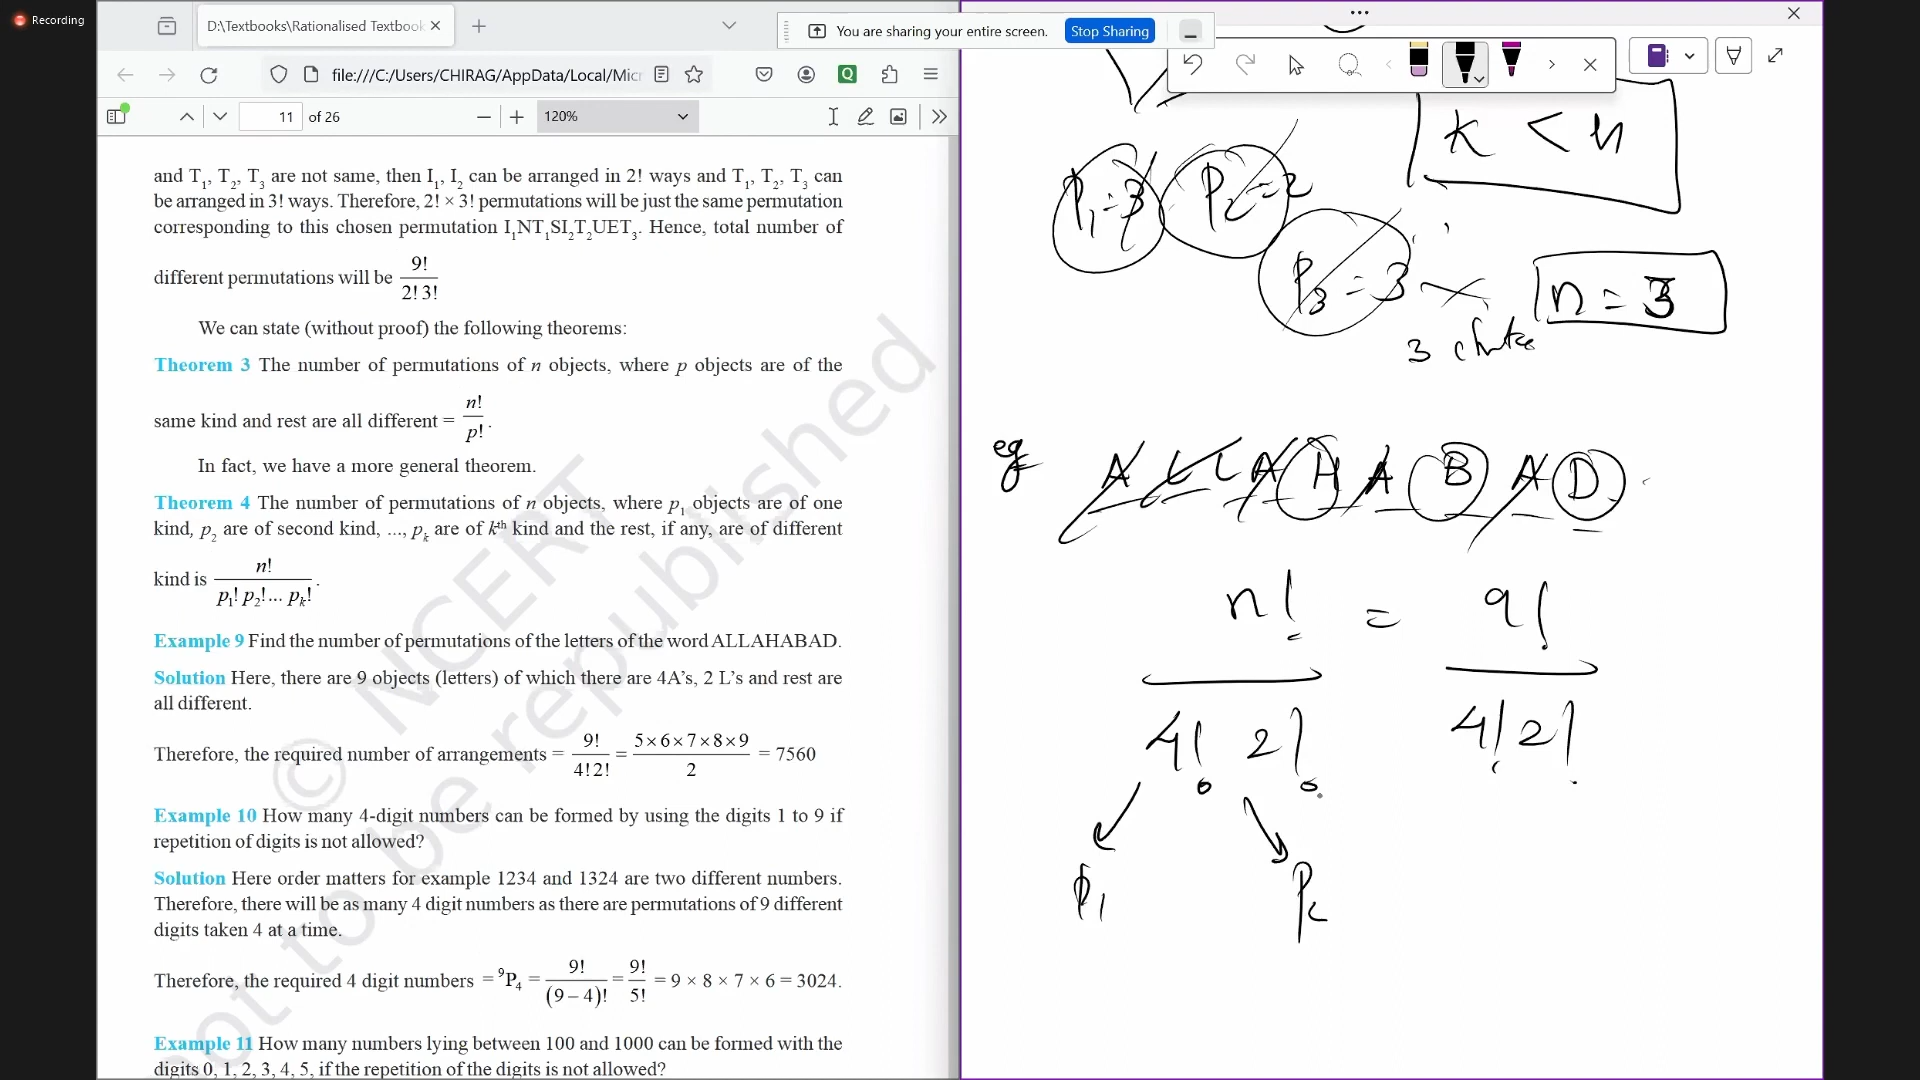 Recording
D:\Textbooks\Rationalised Textbook
You are sharing your entire screen.
Stop Sharing
file:///C:/Users/CHIRAG/AppData/Local/Micr
11 of 26
120%
and T₁, T₂, T₃ are not same, then I₁, I₂ can be arranged in 2! ways and T₁, T₂, T₃ can
be arranged in 3! ways. Therefore, 2! × 3! permutations will be just the same permutation
corresponding to this chosen permutation I₁NT₁SI₂T₂UET₃. Hence, total number of
different permutations will be 9!/2! 3!
We can state (without proof) the following theorems:
Theorem 3 The number of permutations of n objects, where p objects are of the
same kind and rest are all different = n!/p!.
In fact, we have a more general theorem.
Theorem 4 The number of permutations of n objects, where p₁ objects are of one
kind, p₂ are of second kind, ..., pₖ are of kᵗʰ kind and the rest, if any, are of different
kind is n!/p₁! p₂!... pₖ!.
Example 9 Find the number of permutations of the letters of the word ALLAHABAD.
Solution Here, there are 9 objects (letters) of which there are 4A's, 2 L's and rest are
all different.
Therefore, the required number of arrangements = 9!/4! 2! = 5×6×7×8×9/2 = 7560
Example 10 How many 4-digit numbers can be formed by using the digits 1 to 9 if
repetition of digits is not allowed?
Solution Here order matters for example 1234 and 1324 are two different numbers.
Therefore, there will be as many 4 digit numbers as there are permutations of 9 different
digits taken 4 at a time.
Therefore, the required 4 digit numbers = ⁹P₄ = 9!/(9–4)! = 9!/5! = 9 × 8 × 7 × 6 = 3024.
Example 11 How many numbers lying between 100 and 1000 can be formed with the
digits 0, 1, 2, 3, 4, 5, if the repetition of the digits is not allowed?
© NCERT
not to be republished
k < n
P₁ = 3 P₂ = 2
P₃ = 3
n = 3
3
eg A L L A H A B A D
n! = 9!
4! 2! 4! 2!
P₁